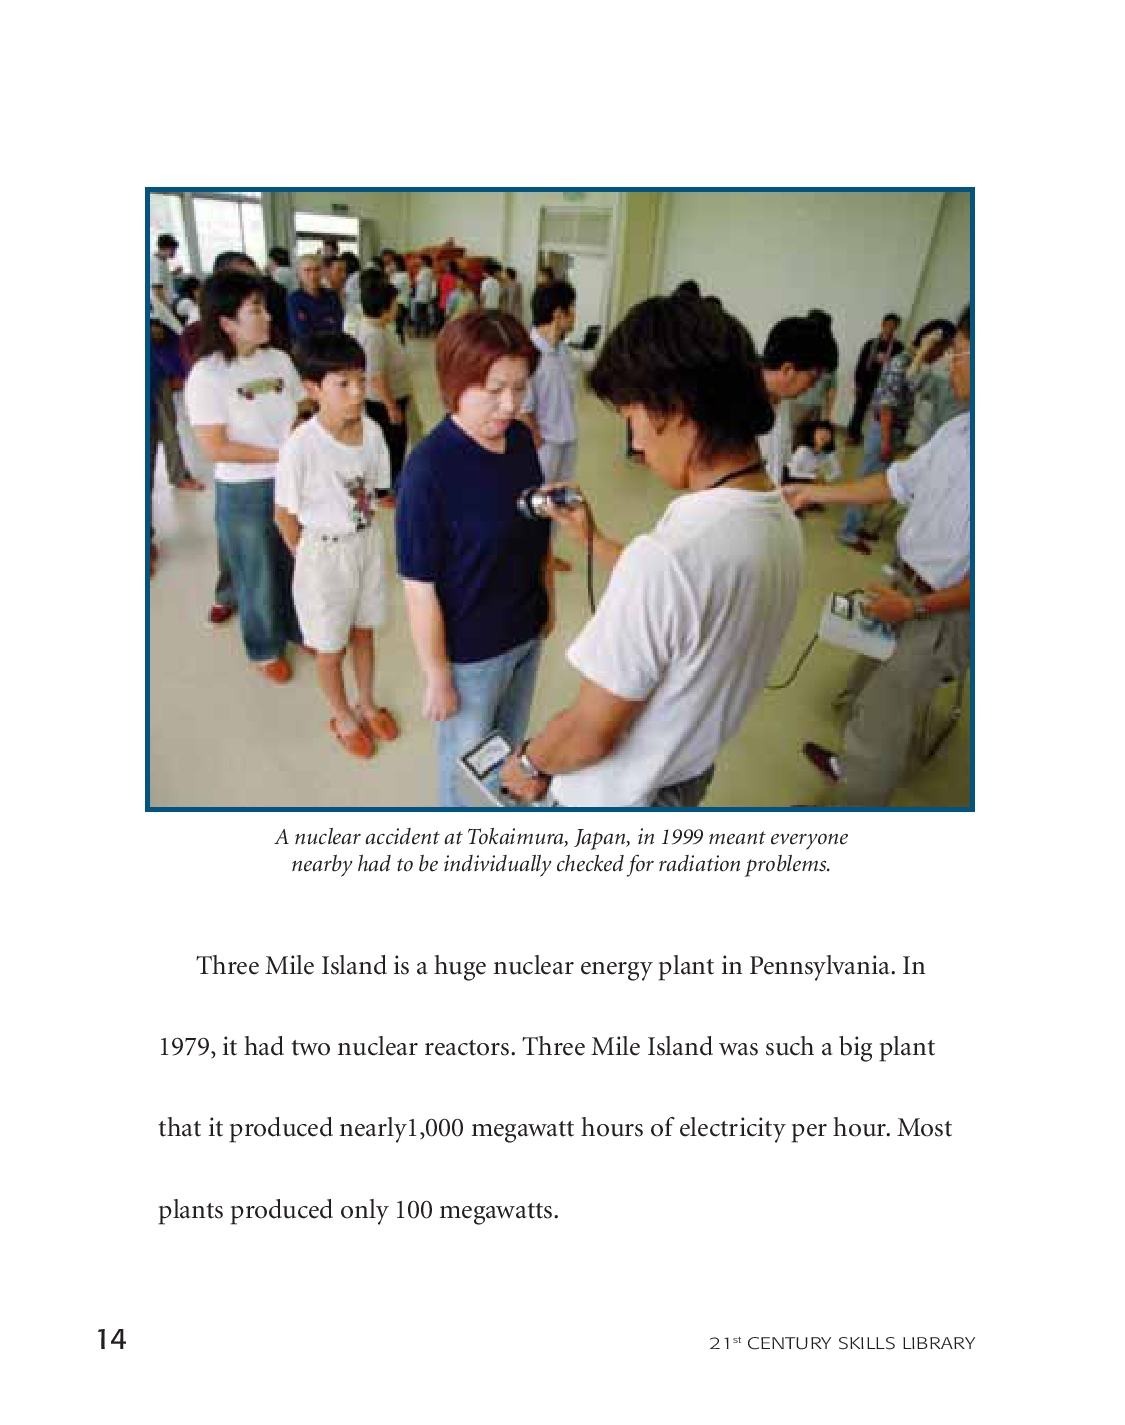 A nuclear accident at Tokaimura, Japan, in 1999 meant everyone
nearby had to be individually checked for radiation problems.
Three Mile Island is a huge nuclear energy plant in Pennsylvania. In
1979, it had two nuclear reactors. Three Mile Island was such a big plant
that it produced nearly1,000 megawatt hours of electricity per hour. Most
plants produced only 100 megawatts.
14
21st CENTURY SKILLS LIBRARY